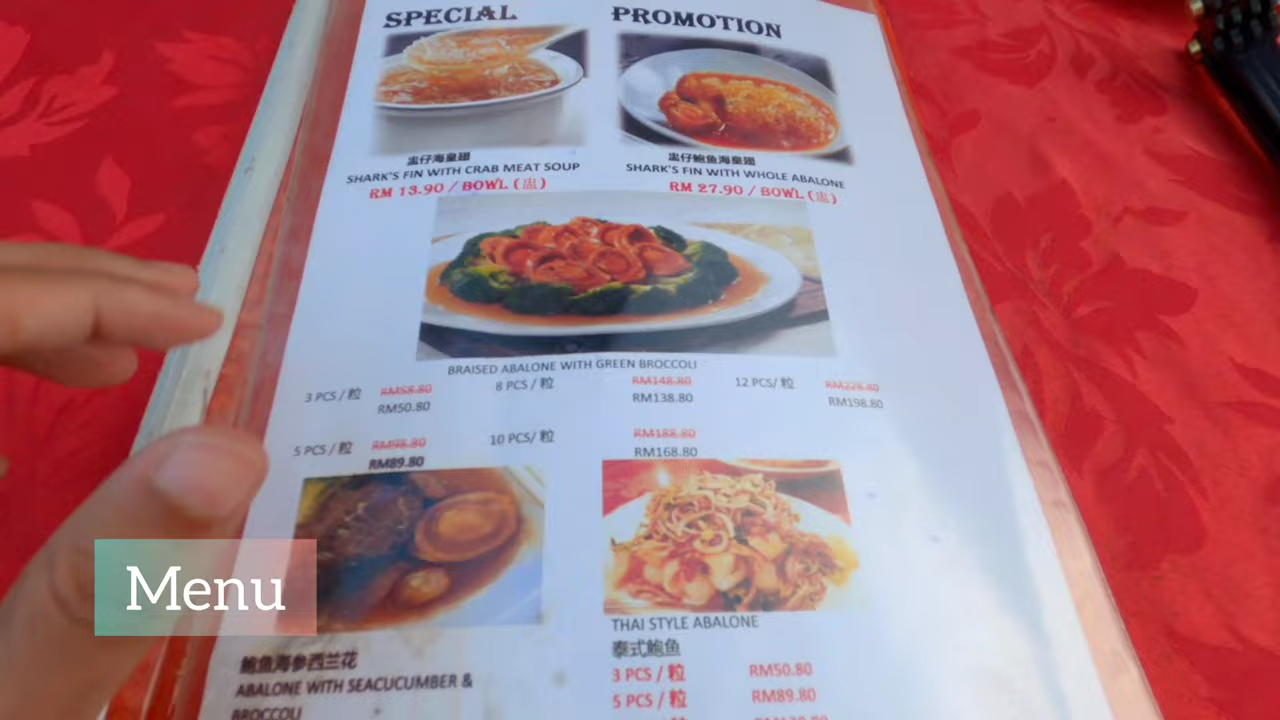 SPECIAL PROMOTION
盅仔海皇翅
SHARK'S FIN WITH CRAB MEAT SOUP
RM 13.90 / BOWL (盅)
盅仔鲍鱼海皇翅
SHARK'S FIN WITH WHOLE ABALONE
RM 27.90 / BOWL (盅)
BRAISED ABALONE WITH GREEN BROCCOLI
3 PCS / 粒 RM58.80 8 PCS / 粒 RM148.80 12 PCS/ 粒 RM228.80
RM50.80 RM138.80 RM198.80
5 PCS / 粒 RM98.80 10 PCS/ 粒 RM188.80
RM89.80 RM168.80
Menu
鲍鱼海参西兰花
ABALONE WITH SEACUCUMBER &
BROCCOLI
THAI STYLE ABALONE
泰式鲍鱼
3 PCS / 粒 RM50.80
5 PCS / 粒 RM89.80